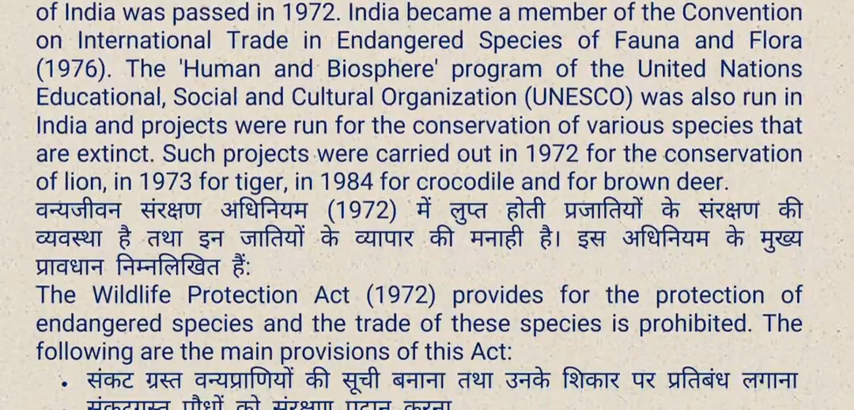 of India was passed in 1972. India became a member of the Convention
on International Trade in Endangered Species of Fauna and Flora
(1976). The 'Human and Biosphere' program of the United Nations
Educational, Social and Cultural Organization (UNESCO) was also run in
India and projects were run for the conservation of various species that
are extinct. Such projects were carried out in 1972 for the conservation
of lion, in 1973 for tiger, in 1984 for crocodile and for brown deer.
वन्यजीवन संरक्षण अधिनियम (1972) में लुप्त होती प्रजातियों के संरक्षण की
व्यवस्था है तथा इन जातियों के व्यापार की मनाही है। इस अधिनियम के मुख्य
प्रावधान निम्नलिखित हैं:
The Wildlife Protection Act (1972) provides for the protection of
endangered species and the trade of these species is prohibited. The
following are the main provisions of this Act:
• संकट ग्रस्त वन्यप्राणियों की सूची बनाना तथा उनके शिकार पर प्रतिबंध लगाना
संकटग्रस्त पौधों को संरक्षण प्रदान करना